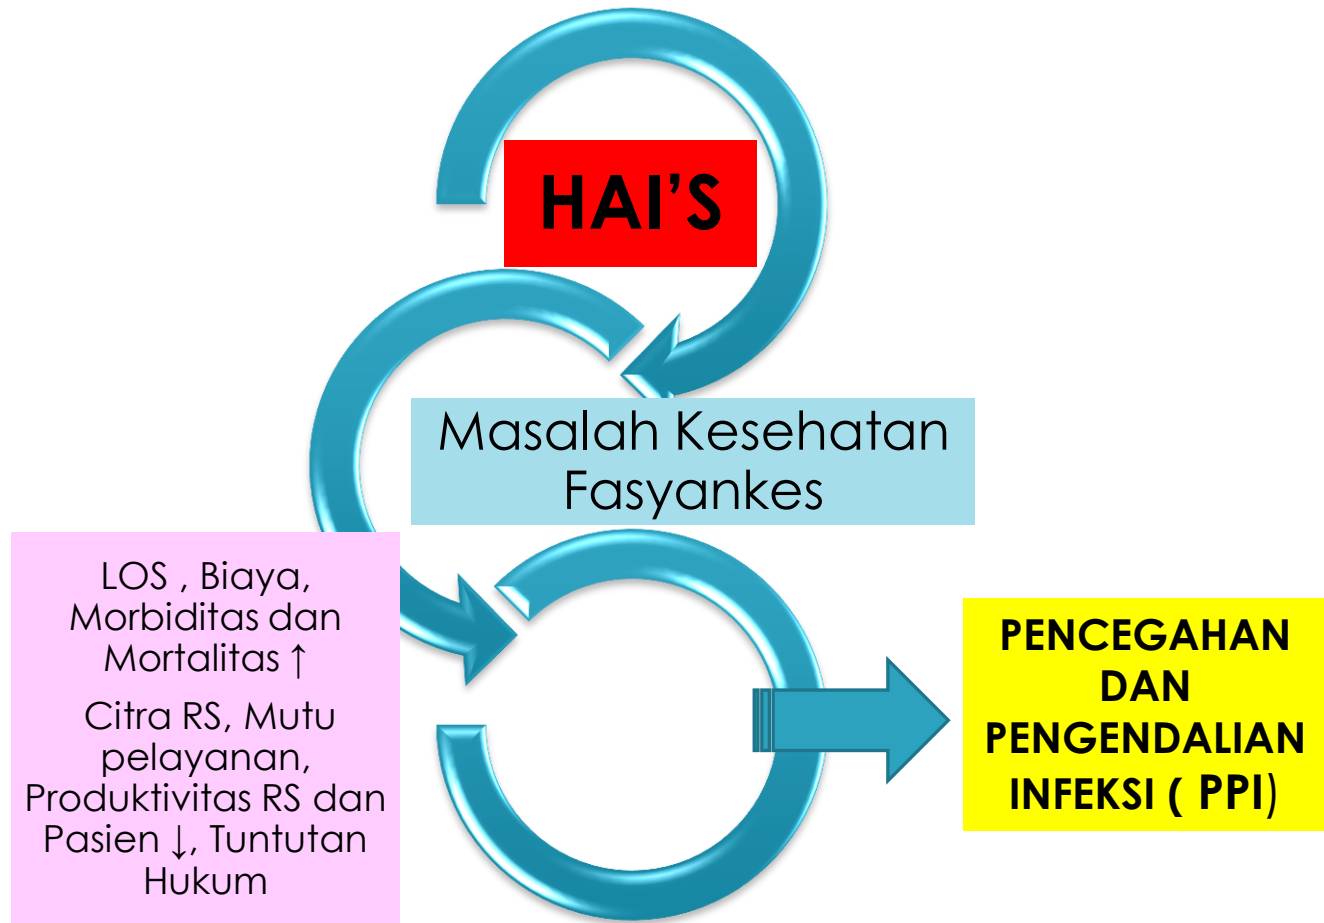 HAI’S
Masalah Kesehatan
Fasyankes
LOS , Biaya,
Morbiditas dan
Mortalitas ↑
Citra RS, Mutu
pelayanan,
Produktivitas RS dan
Pasien ↓, Tuntutan
Hukum
PENCEGAHAN
DAN
PENGENDALIAN
INFEKSI ( PPI)